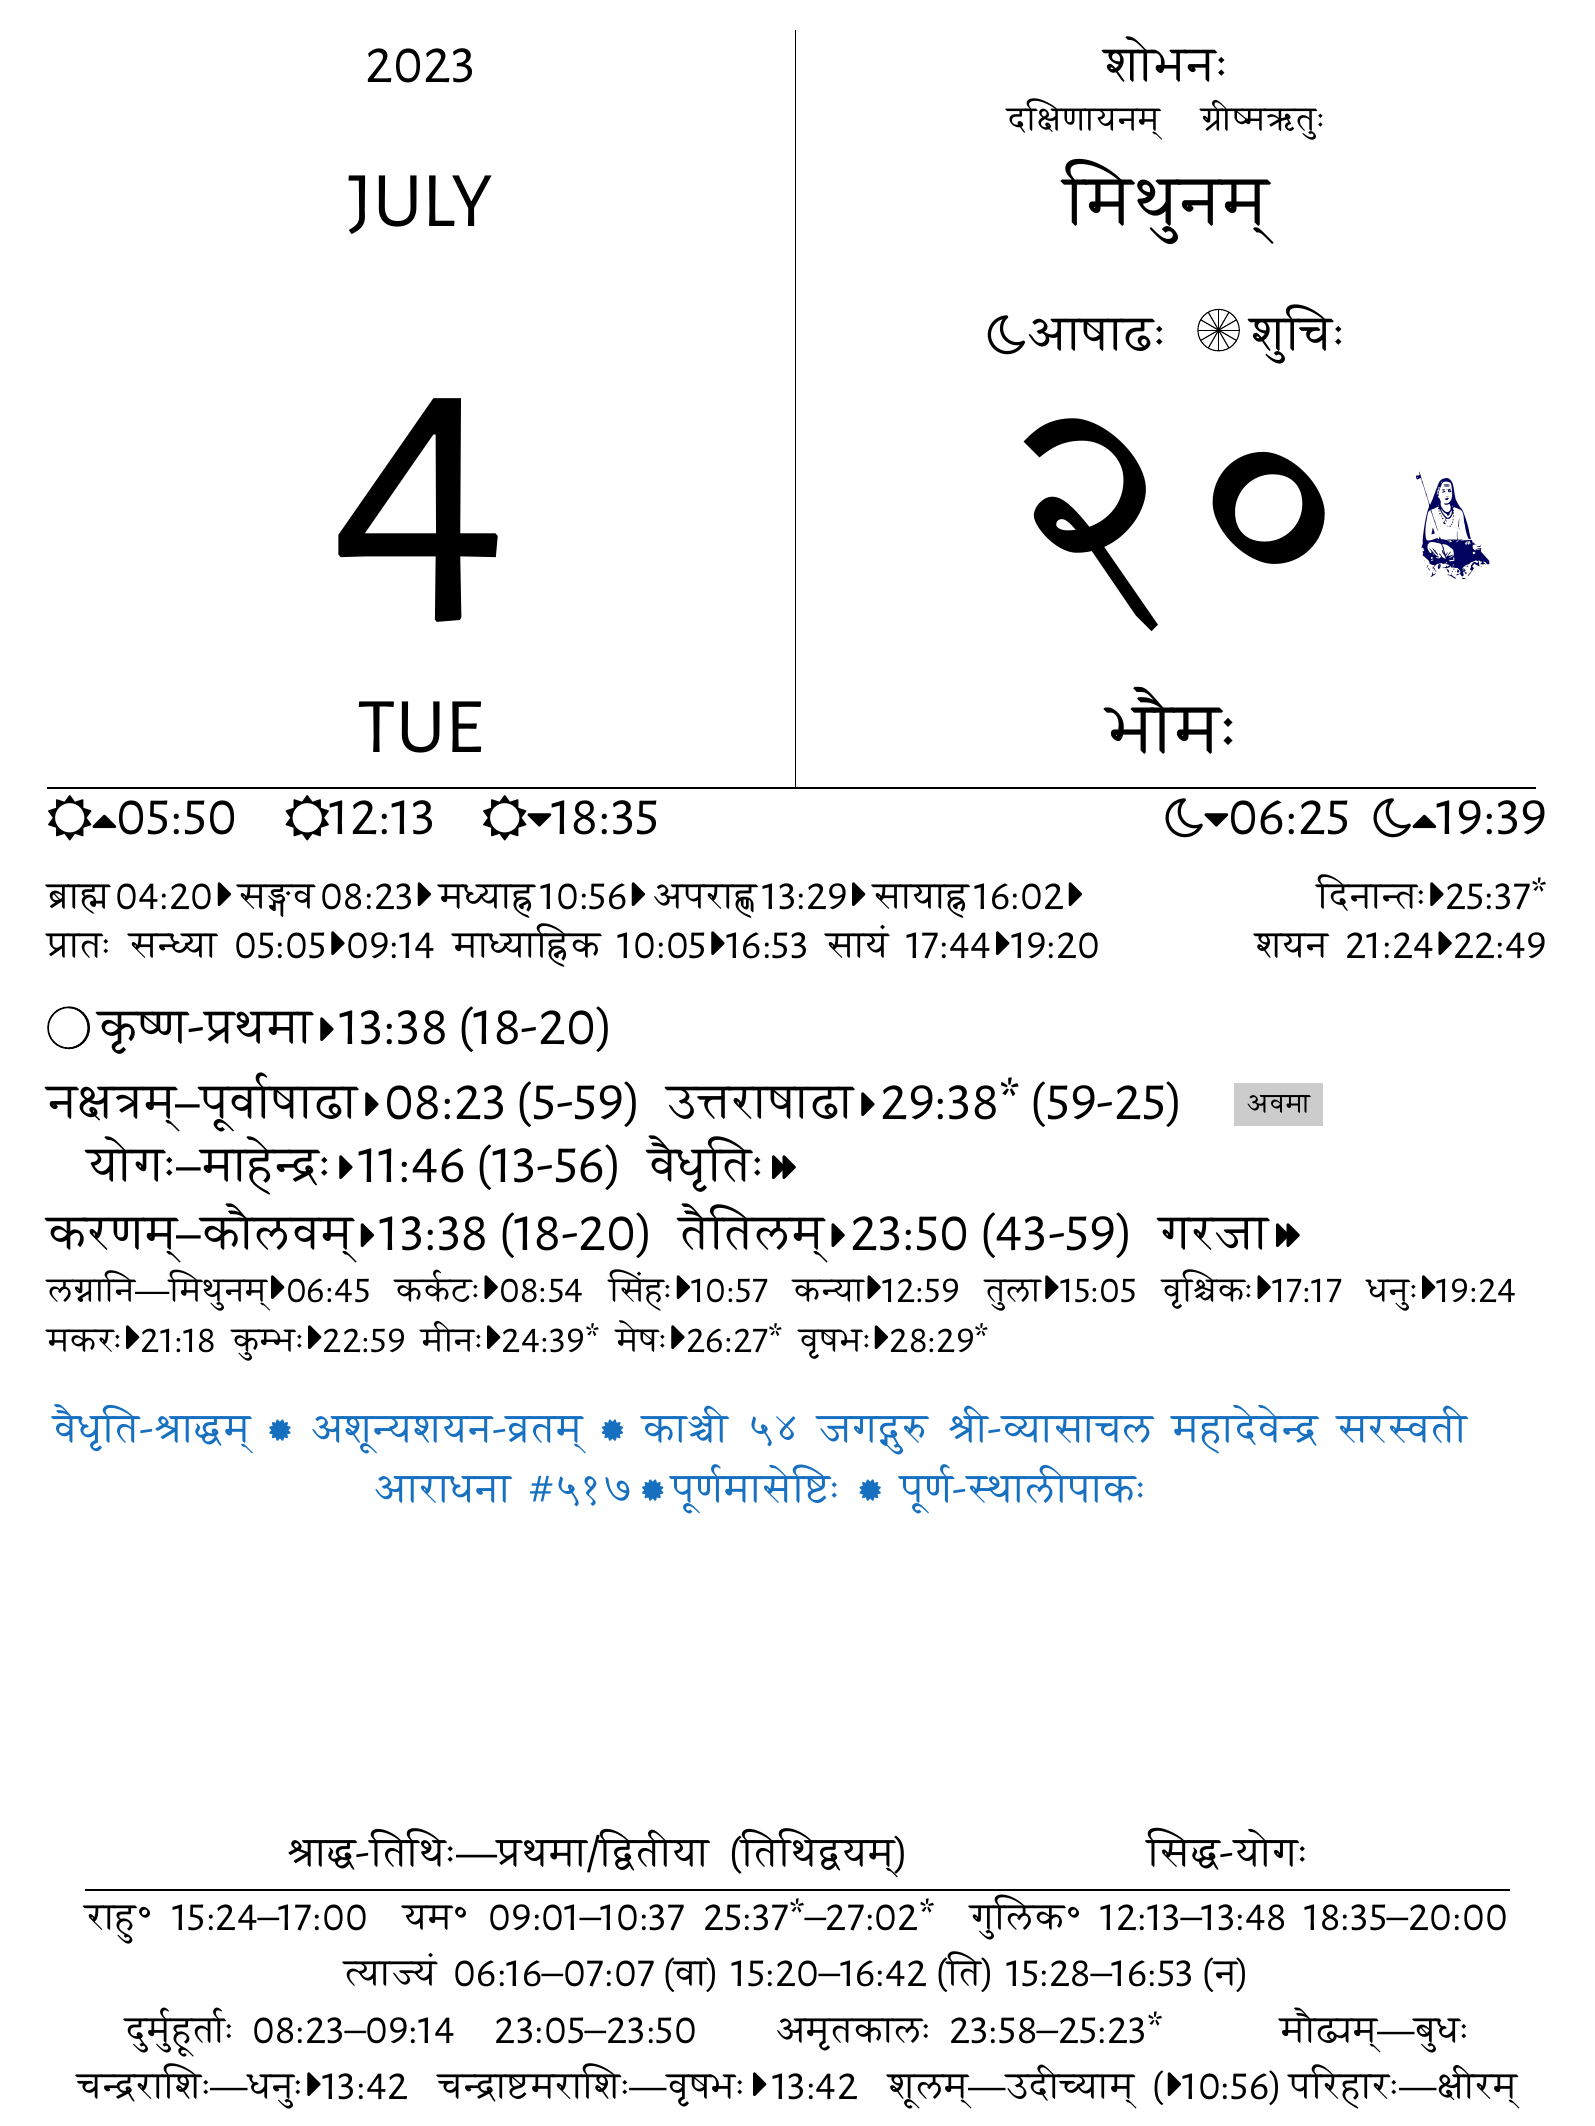 2023
JULY
4
TUE
शोभनः
दक्षिणायनम् ग्रीष्मऋतुः
मिथुनम्
आषाढः शुचिः
२०
भौमः
05:50 12:13 18:35 06:25 19:39
ब्राह्म 04:20 सङ्गव 08:23 मध्याह्न 10:56 अपराह्ण 13:29 सायाह्न 16:02 दिनान्तः 25:37*
प्रातः सन्ध्या 05:05 09:14 माध्याह्निक 10:05 16:53 सायं 17:44 19:20 शयन 21:24 22:49
कृष्ण-प्रथमा 13:38 (18-20)
नक्षत्रम्–पूर्वाषाढा 08:23 (5-59) उत्तराषाढा 29:38* (59-25) अवमा
योगः–माहेन्द्रः 11:46 (13-56) वैधृतिः
करणम्–कौलवम् 13:38 (18-20) तैतिलम् 23:50 (43-59) गरजा
लग्नानि—मिथुनम् 06:45 कर्कटः 08:54 सिंहः 10:57 कन्या 12:59 तुला 15:05 वृश्चिकः 17:17 धनुः 19:24
मकरः 21:18 कुम्भः 22:59 मीनः 24:39* मेषः 26:27* वृषभः 28:29*
वैधृति-श्राद्धम् ✹ अशून्यशयन-व्रतम् ✹ काञ्ची ५४ जगद्गुरु श्री-व्यासाचल महादेवेन्द्र सरस्वती
आराधना #५१७ ✹ पूर्णमासेष्टिः ✹ पूर्ण-स्थालीपाकः
श्राद्ध-तिथिः—प्रथमा/द्वितीया (तिथिद्वयम्) सिद्ध-योगः
राहु॰ 15:24–17:00 यम॰ 09:01–10:37 25:37*–27:02* गुलिक॰ 12:13–13:48 18:35–20:00
त्याज्यं 06:16–07:07 (वा) 15:20–16:42 (ति) 15:28–16:53 (न)
दुर्मुहूर्ताः 08:23–09:14 23:05–23:50 अमृतकालः 23:58–25:23* मौढ्यम्—बुधः
चन्द्रराशिः—धनुः 13:42 चन्द्राष्टमराशिः—वृषभः 13:42 शूलम्—उदीच्याम् (10:56) परिहारः—क्षीरम्